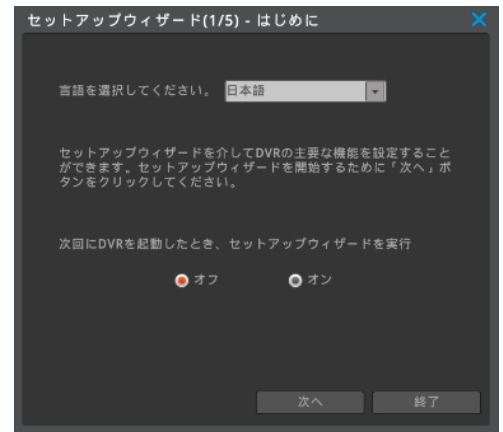 セットアップウィザード(1/5) - はじめに
言語を選択してください。 日本語
セットアップウィザードを介してDVRの主要な機能を設定すること
ができます。セットアップウィザードを開始するために「次へ」ボ
タンをクリックしてください。
次回にDVRを起動したとき、セットアップウィザードを実行
オフ オン
次へ 終了